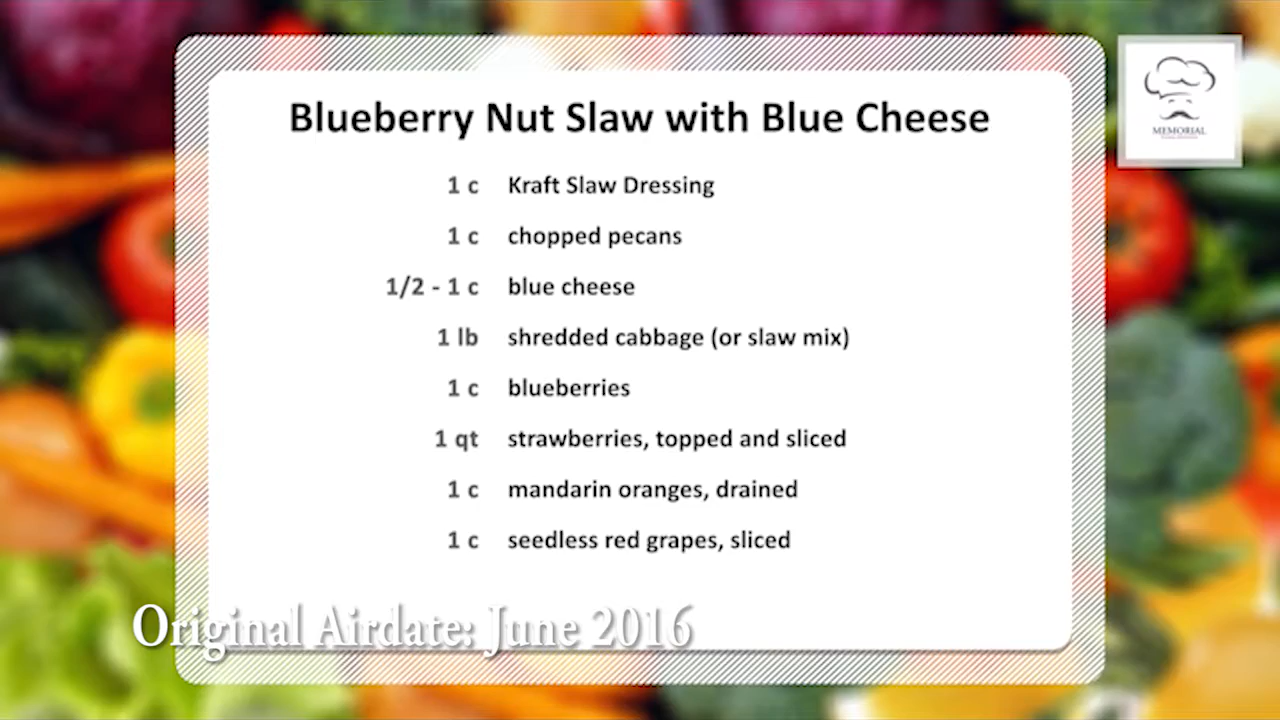 Blueberry Nut Slaw with Blue Cheese
1 c Kraft Slaw Dressing
1 c chopped pecans
1/2 - 1 c blue cheese
1 lb shredded cabbage (or slaw mix)
1 c blueberries
1 qt strawberries, topped and sliced
1 c mandarin oranges, drained
1 c seedless red grapes, sliced
Original Airdate: June 2016
MEMORIAL